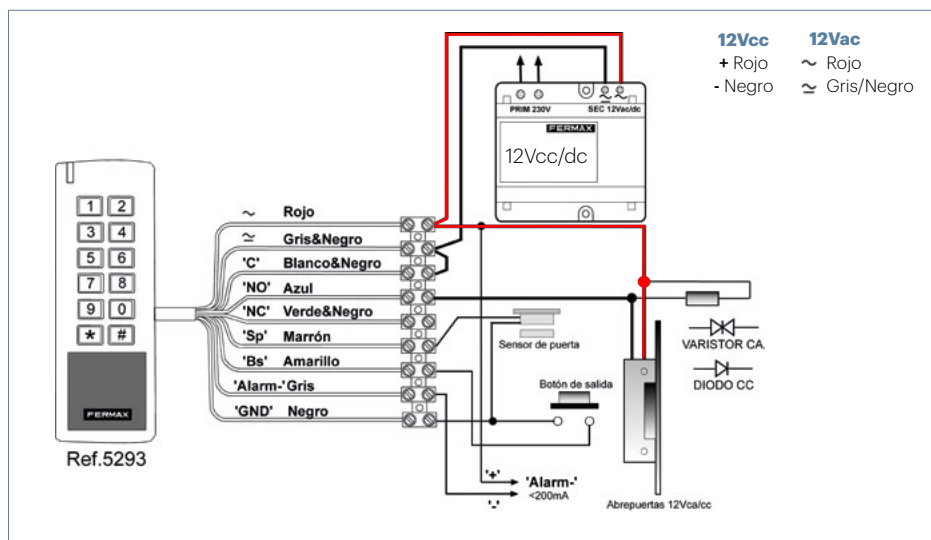 12Vcc 12Vac
+ Rojo ~ Rojo
- Negro ≃ Gris/Negro
PRIM 230V SEC 12Vac/dc
≃ ~
FERMAX
12Vcc/dc
1 2
3 4
5 6
7 8
9 0
* #
FERMAX
Ref.5293
~ Rojo
≃ Gris&Negro
'C' Blanco&Negro
'NO' Azul
'NC' Verde&Negro
'Sp' Marrón
'Bs' Amarillo
'Alarm-' Gris
'GND' Negro
Sensor de puerta
Botón de salida
'+' 'Alarm-'
<200mA
'-'
VARISTOR CA.
DIODO CC
Abrepuertas 12Vca/cc